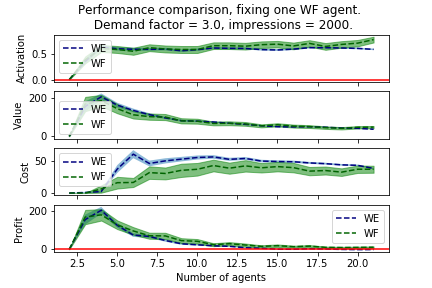 Performance comparison, fixing one WF agent.
Demand factor = 3.0, impressions = 2000.
Activation
0.5
0.0
WE
WF
Value
200
0
WE
WF
Cost
50
0
WE
WF
Profit
200
0
WE
WF
2.5 5.0 7.5 10.0 12.5 15.0 17.5 20.0
Number of agents